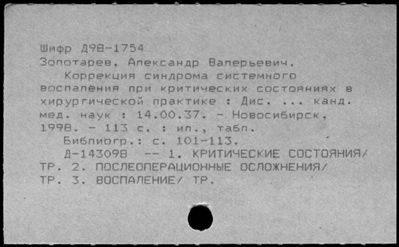 Шифр Д98-1754
Золотарев, Александр Валерьевич.
Коррекция синдрома системного
воспаления при критических состояниях в
хирургической практике : Дис. ... канд.
мед. наук : 14.00.37. - Новосибирск,
1998. - 113 с. : ил., табл.
Библиогр.: с. 101-113.
Д-143098 -- 1. КРИТИЧЕСКИЕ СОСТОЯНИЯ/
ТР. 2. ПОСЛЕОПЕРАЦИОННЫЕ ОСЛОЖНЕНИЯ/
ТР. 3. ВОСПАЛЕНИЕ/ ТР.